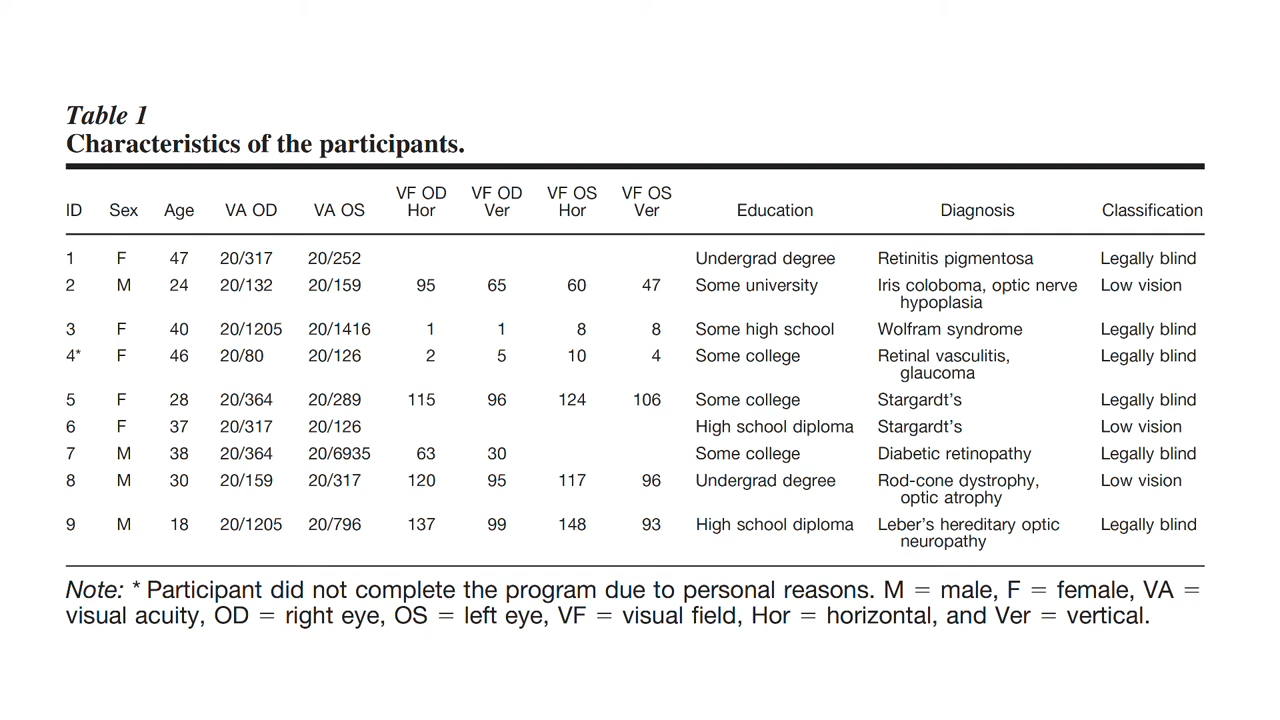 Table 1
Characteristics of the participants.
VF OD VF OD VF OS VF OS
ID Sex Age VA OD VA OS Hor Ver Hor Ver Education Diagnosis Classification
1 F 47 20/317 20/252 Undergrad degree Retinitis pigmentosa Legally blind
2 M 24 20/132 20/159 95 65 60 47 Some university Iris coloboma, optic nerve Low vision
hypoplasia
3 F 40 20/1205 20/1416 1 1 8 8 Some high school Wolfram syndrome Legally blind
4* F 46 20/80 20/126 2 5 10 4 Some college Retinal vasculitis, Legally blind
glaucoma
5 F 28 20/364 20/289 115 96 124 106 Some college Stargardt's Legally blind
6 F 37 20/317 20/126 High school diploma Stargardt's Low vision
7 M 38 20/364 20/6935 63 30 Some college Diabetic retinopathy Legally blind
8 M 30 20/159 20/317 120 95 117 96 Undergrad degree Rod-cone dystrophy, Low vision
optic atrophy
9 M 18 20/1205 20/796 137 99 148 93 High school diploma Leber's hereditary optic Legally blind
neuropathy
Note: * Participant did not complete the program due to personal reasons. M = male, F = female, VA =
visual acuity, OD = right eye, OS = left eye, VF = visual field, Hor = horizontal, and Ver = vertical.